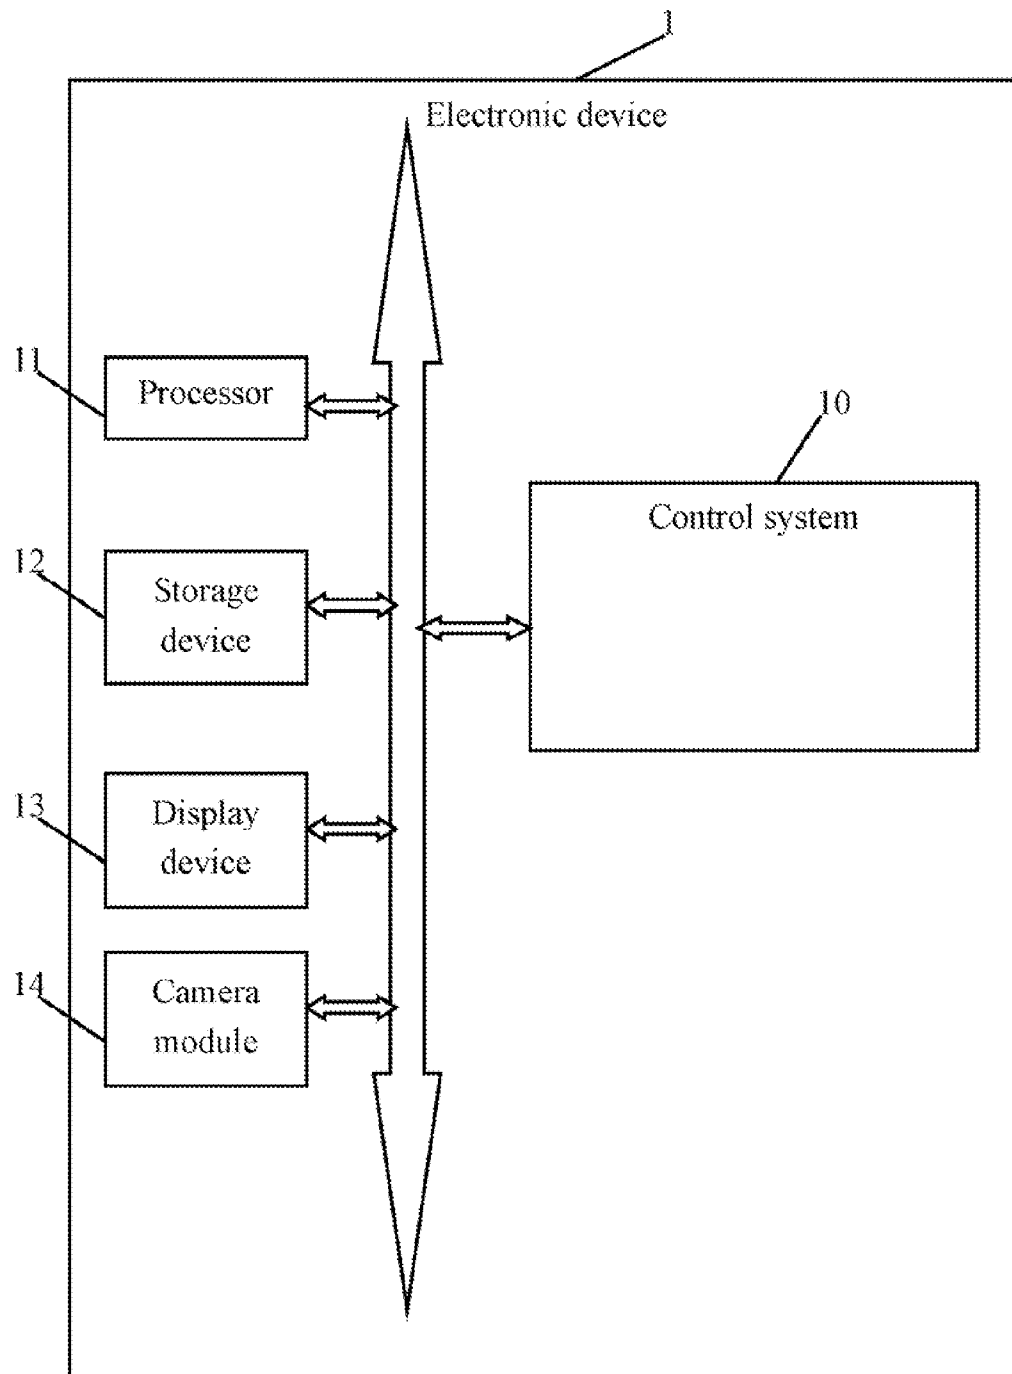 1
Electronic device
11
Processor
10
Control system
12
Storage
device
13
Display
device
14
Camera
module